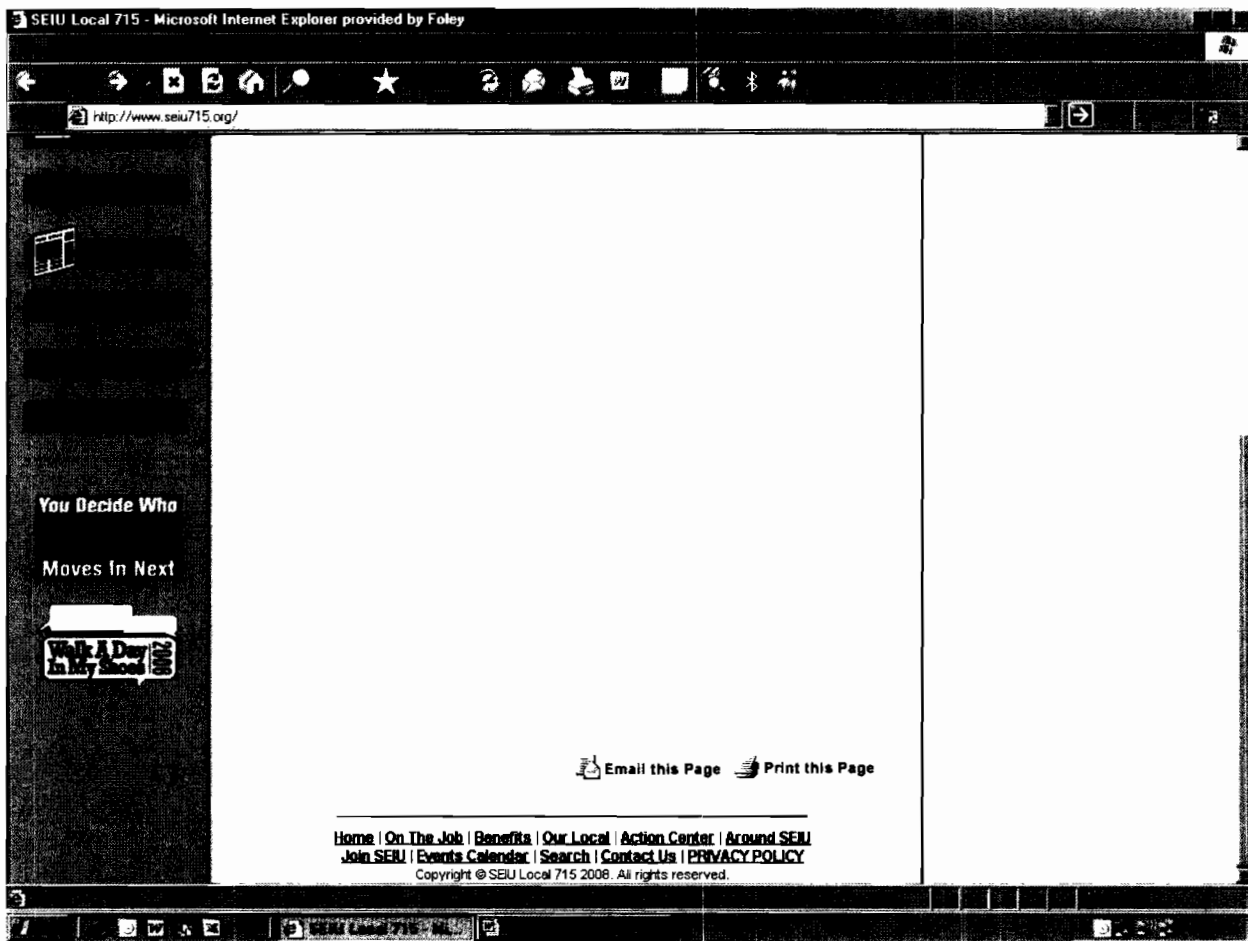 SEIU Local 715 - Microsoft Internet Explorer provided by Foley
http://www.seiu715.org/
You Decide Who
Moves In Next
Walk A Day 2008
In My Shoes
Email this Page Print this Page
Home | On The Job | Benefits | Our Local | Action Center | Around SEIU
Join SEIU | Events Calendar | Search | Contact Us | PRIVACY POLICY
Copyright © SEIU Local 715 2008. All rights reserved.